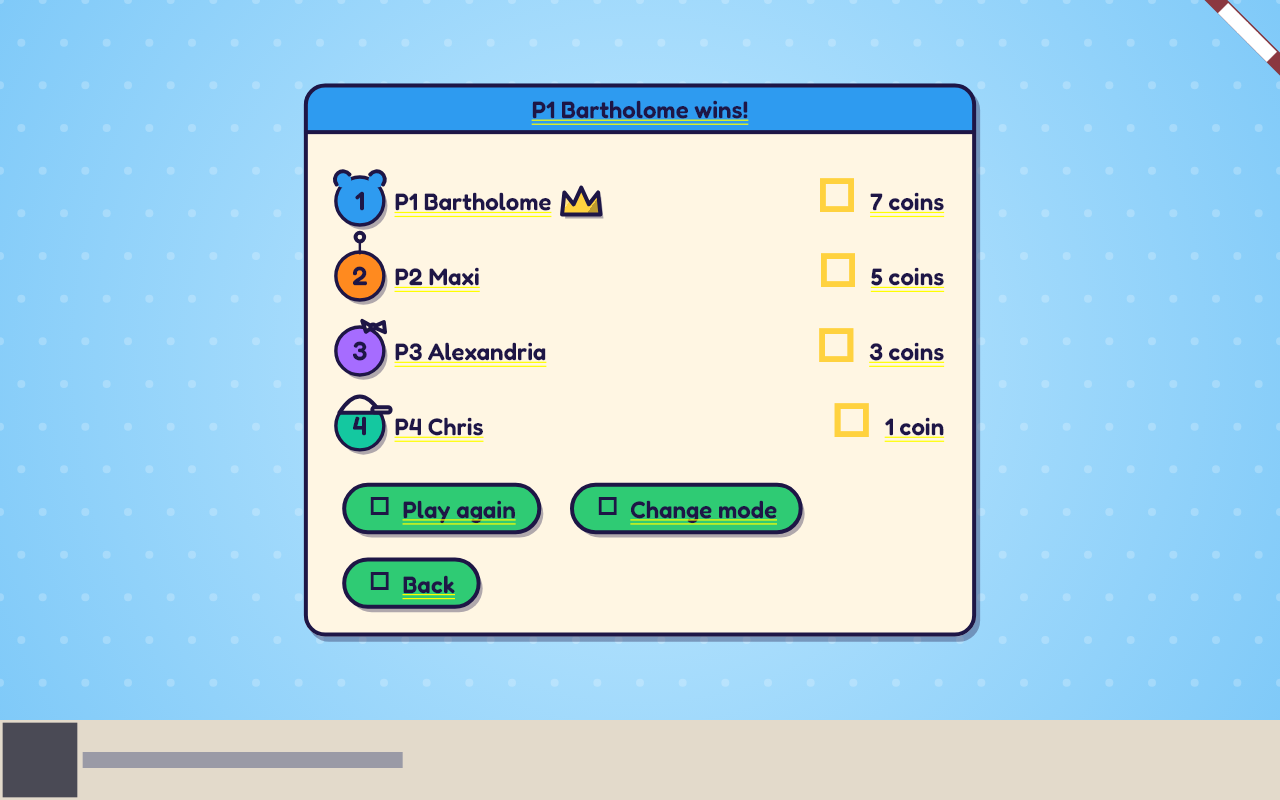 P1 Bartholome wins!
1 P1 Bartholome 7 coins
2 P2 Maxi 5 coins
3 P3 Alexandria 3 coins
4 P4 Chris 1 coin
Play again Change mode
Back